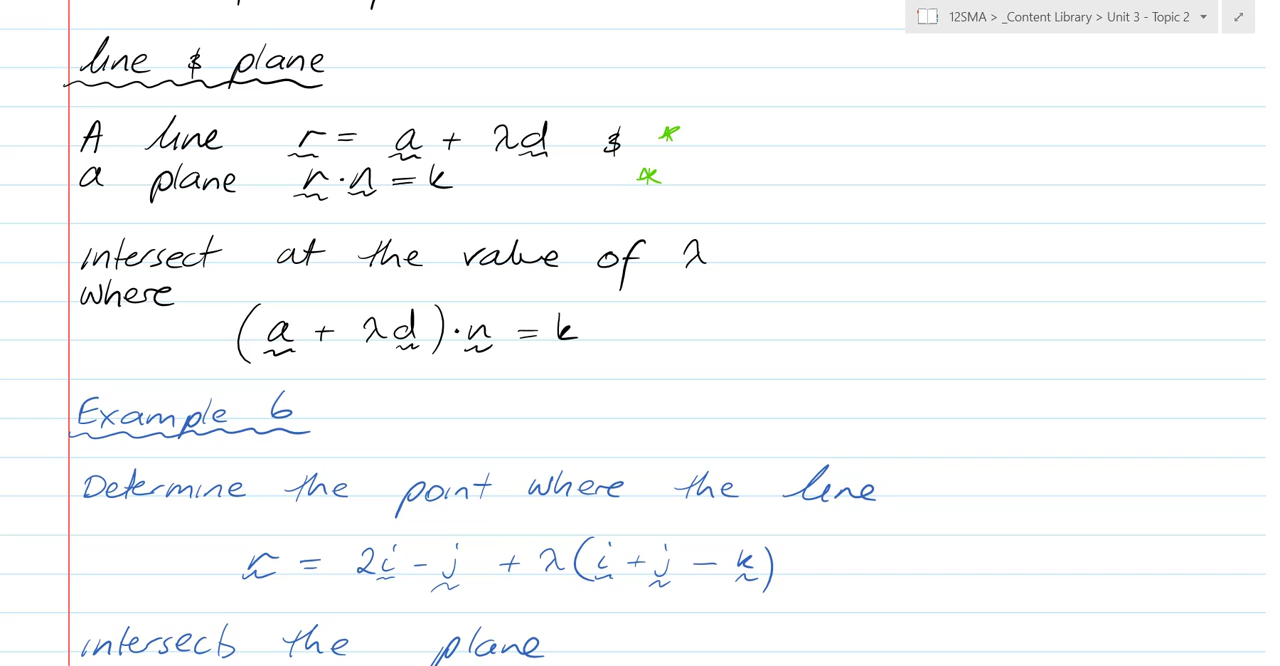 12SMA > _Content Library > Unit 3 - Topic 2
line & plane
A line r = a + λd & *
a plane r · n = k *
intersect at the value of λ
where
(a + λd) · n = k
Example 6
Determine the point where the line
r = 2i - j + λ(i + j - k)
intersects the plane